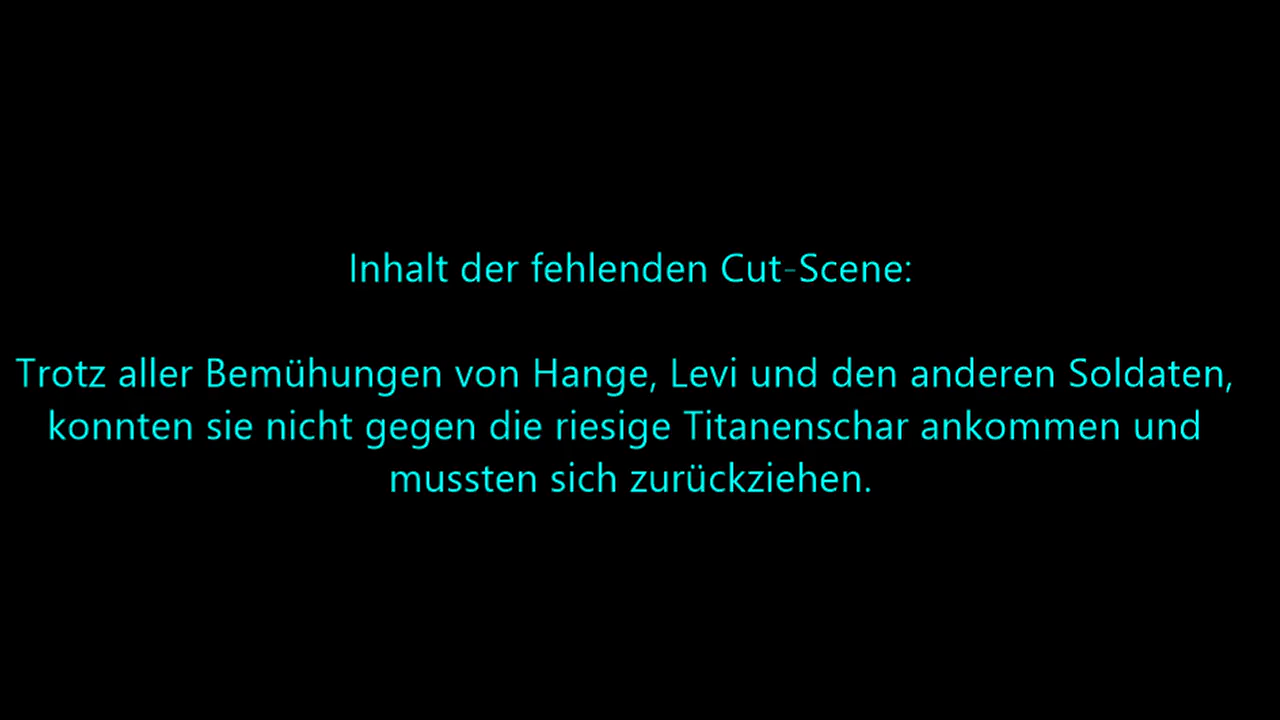 Inhalt der fehlenden Cut-Scene:
Trotz aller Bemühungen von Hange, Levi und den anderen Soldaten,
konnten sie nicht gegen die riesige Titanenschar ankommen und
mussten sich zurückziehen.